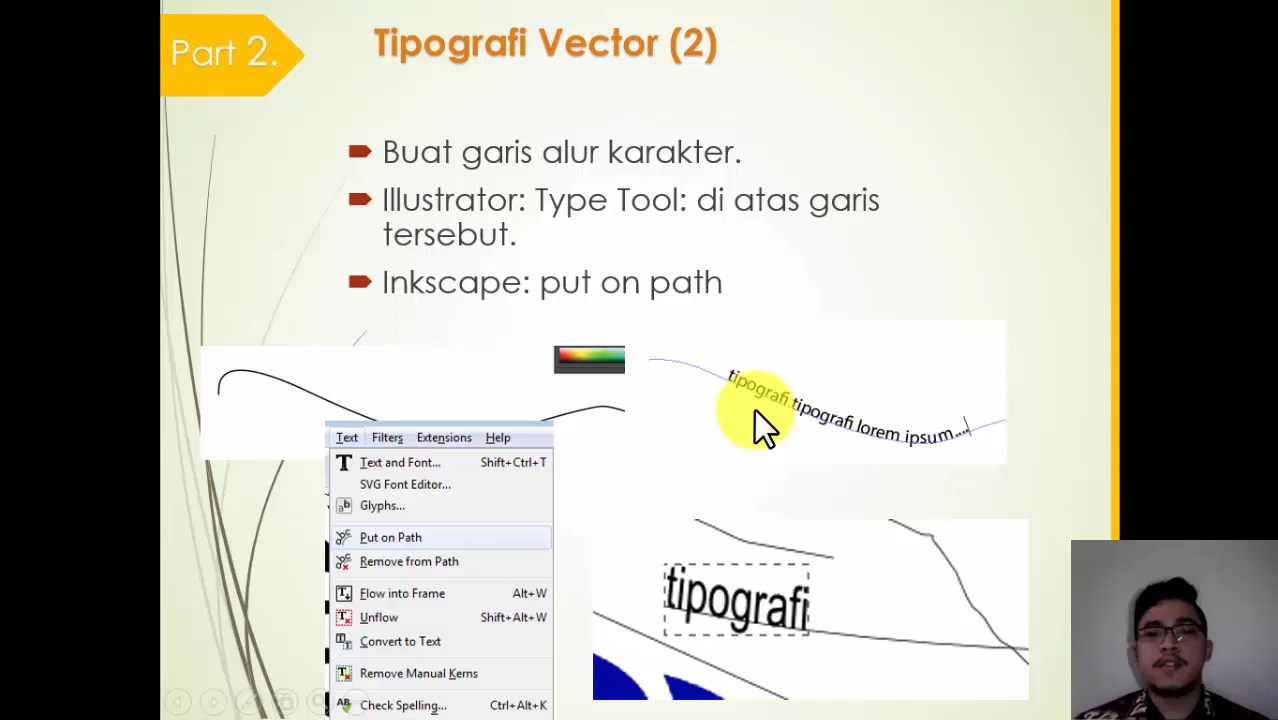 Part 2.
Tipografi Vector (2)
Buat garis alur karakter.
Illustrator: Type Tool: di atas garis
tersebut.
Inkscape: put on path
tipografi tipografi lorem ipsum....
Text Filters Extensions Help
Text and Font... Shift+Ctrl+T
SVG Font Editor...
Glyphs...
Put on Path
Remove from Path
Flow into Frame Alt+W
Unflow Shift+Alt+W
Convert to Text
Remove Manual Kerns
Check Spelling... Ctrl+Alt+K
tipografi